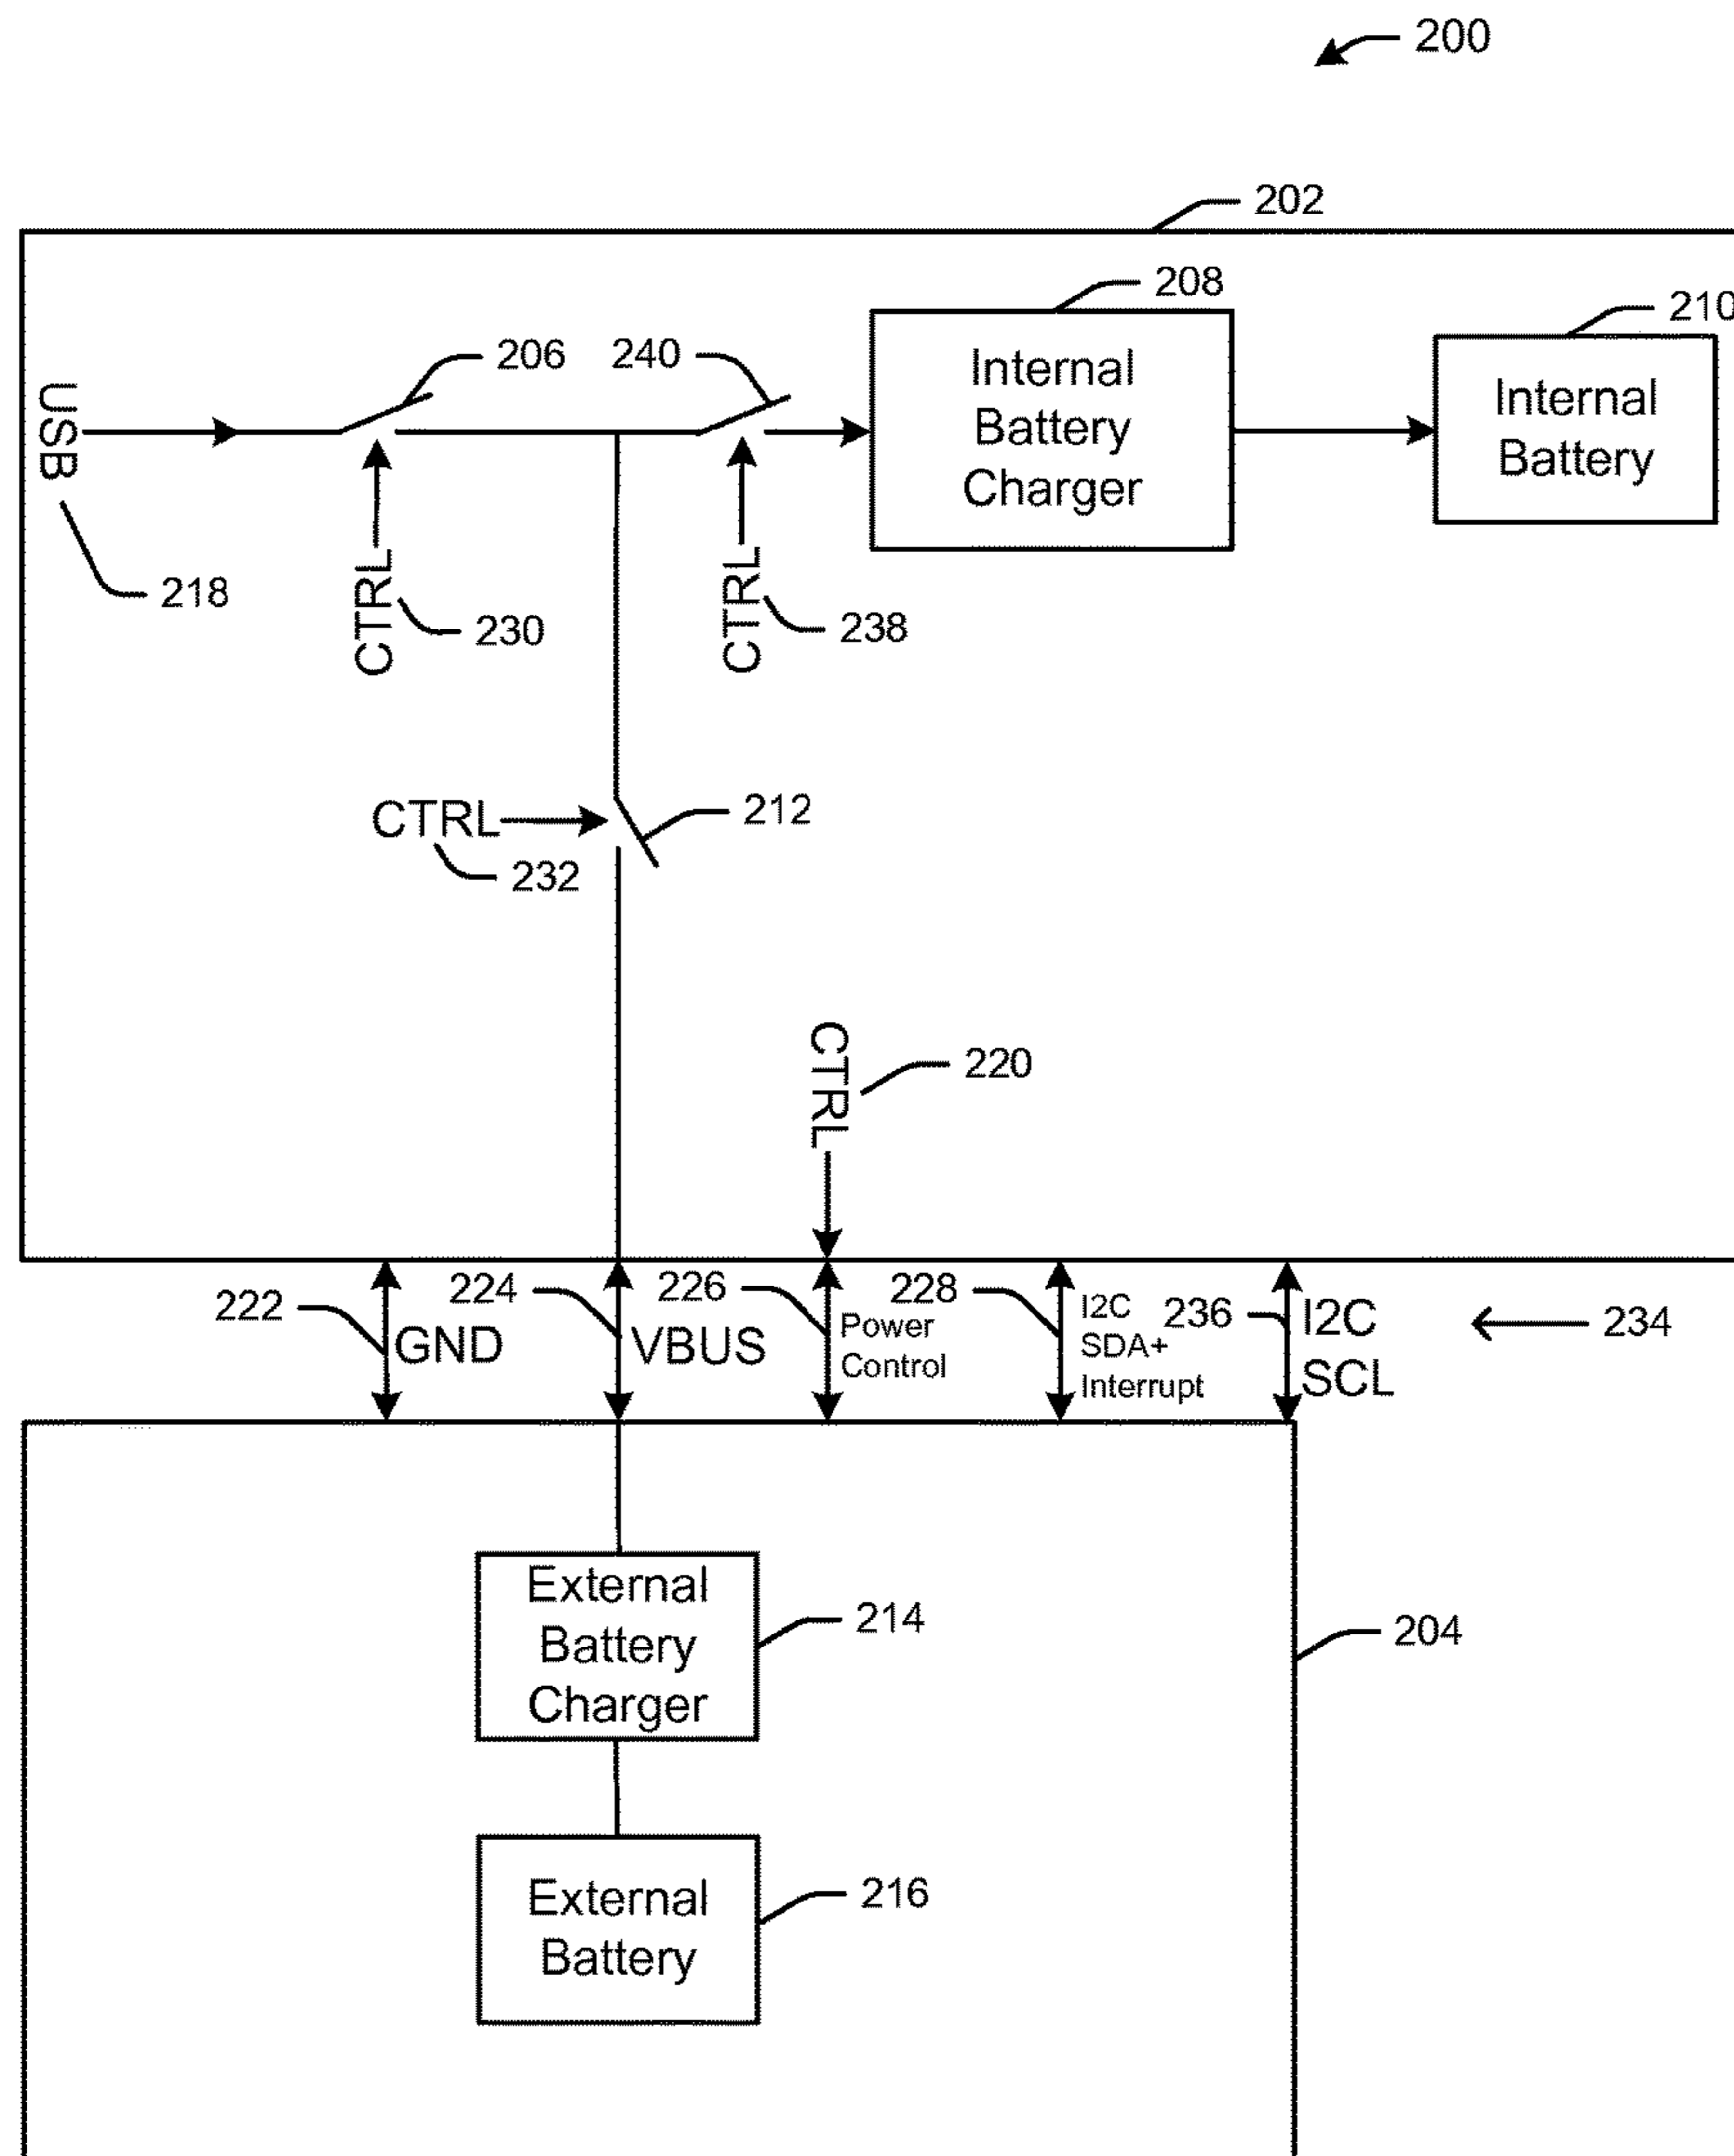 200
202
208
210
206
240
Internal
Battery
Charger
Internal
Battery
USB
218
CTRL
230
CTRL
238
CTRL
232
212
CTRL
220
222
GND
224
VBUS
226
Power
Control
228
I2C
SDA+
Interrupt
236
I2C
SCL
234
External
Battery
Charger
214
204
External
Battery
216